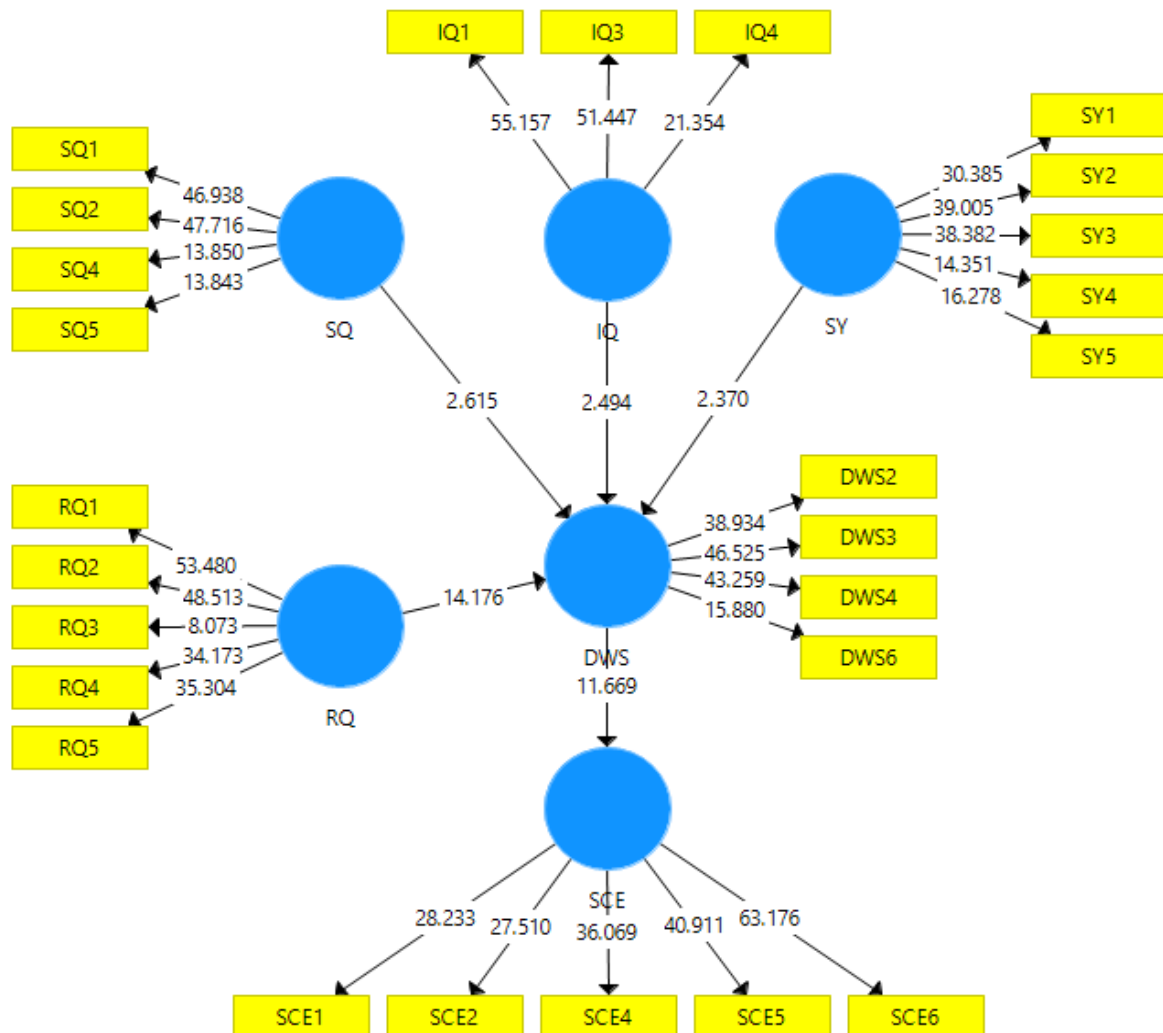 IQ1
IQ3
IQ4
55.157
51.447
21.354
SQ1
SQ2
SQ4
SQ5
46.938
47.716
13.850
13.843
SQ
IQ
SY1
SY2
SY3
SY4
SY5
30.385
39.005
38.382
14.351
16.278
SY
2.615
2.494
2.370
RQ1
RQ2
RQ3
RQ4
RQ5
53.480
48.513
8.073
34.173
35.304
RQ
14.176
DWS2
DWS3
DWS4
DWS6
38.934
46.525
43.259
15.880
DWS
11.669
SCE
28.233
27.510
36.069
40.911
63.176
SCE1
SCE2
SCE4
SCE5
SCE6